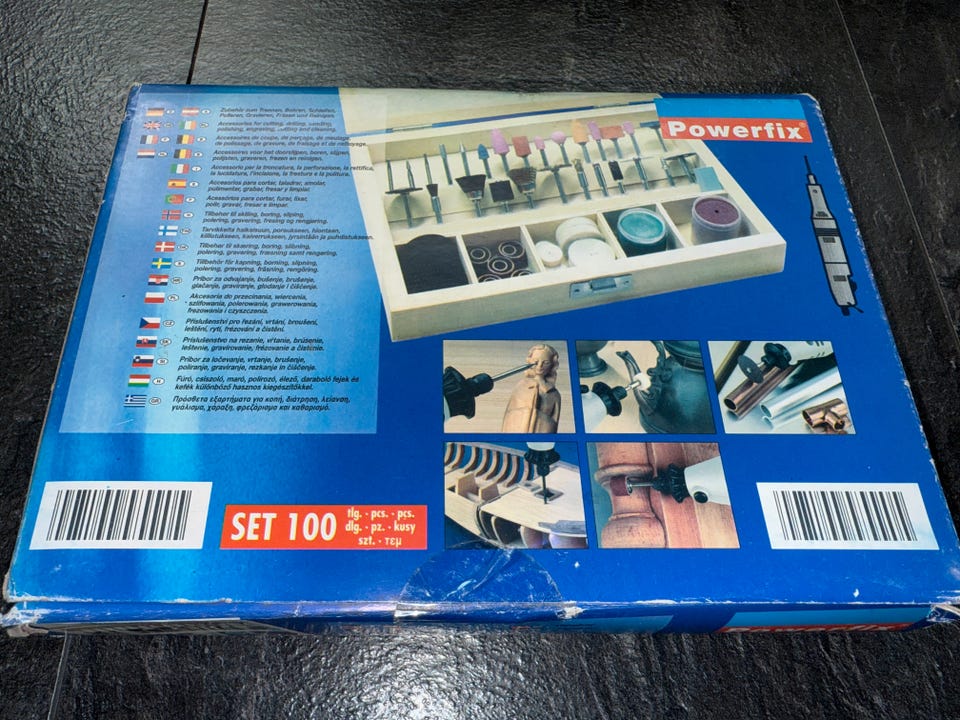 Zubehör zum Trennen, Bohren, Schleifen,
Polieren, Gravieren, Fräsen und Reinigen.
Accessories for cutting, drilling, sanding,
polishing, engraving, cutting and cleaning.
Accessoires de coupe, de perçage, de meulage,
de polissage, de gravure, de fraisage et de nettoyage.
Accessoires voor het doorslijpen, boren, slijpen,
polijsten, graveren, frezen en reinigen.
Accessorio per la troncatura, la perforazione, la rettifica,
la lucidatura, l'incisione, la fresatura e la pulitura.
Accesorios para cortar, taladrar, amolar,
pulimentar, grabar, fresar y limpiar.
Acessórios para cortar, furar, lixar,
polir, gravar, fresar e limpar.
Tilbehør til skilling, boring, sliping,
polering, gravering, fresing og rengjøring.
Tarvikkeita halkaisuun, poraukseen, hiontaan,
kiillotukseen, kaiverrukseen, jyrsintään ja puhdistukseen.
Tilbehør til skæring, boring, slibning,
polering, gravering, fræsning samt rengøring.
Tillbehör för kapning, borrning, slipning,
polering, gravering, fräsning, rengöring.
Pribor za odvajanje, bušenje, brušenje,
glačanje, graviranje, glodanje i čišćenje.
Akcesoria do przecinania, wiercenia,
szlifowania, polerowania, grawerowania,
frezowania i czyszczenia.
Příslušenství pro řezání, vrtání, broušení,
leštění, rytí, frézování a čistění.
Príslušenstvo na rezanie, vŕtanie, brúsenie,
leštenie, gravírovanie, frézovanie a čistenie.
Pribor za ločevanje, vrtanje, brušenje,
poliranje, graviranje, rezkanje in čiščenje.
Fúró, csiszoló, maró, polírozó, élező, daraboló fejek és
kefék különböző hasznos kiegészítőkkel.
Πρόσθετα εξαρτήματα για κοπή, διάτρηση, λείανση,
γυάλισμα, χάραξη, φρεζάρισμα και καθαρισμό.
Powerfix®
SET 100
tlg. · pcs. · pcs.
dlg. · pz. · kusy
szt. · τεμ